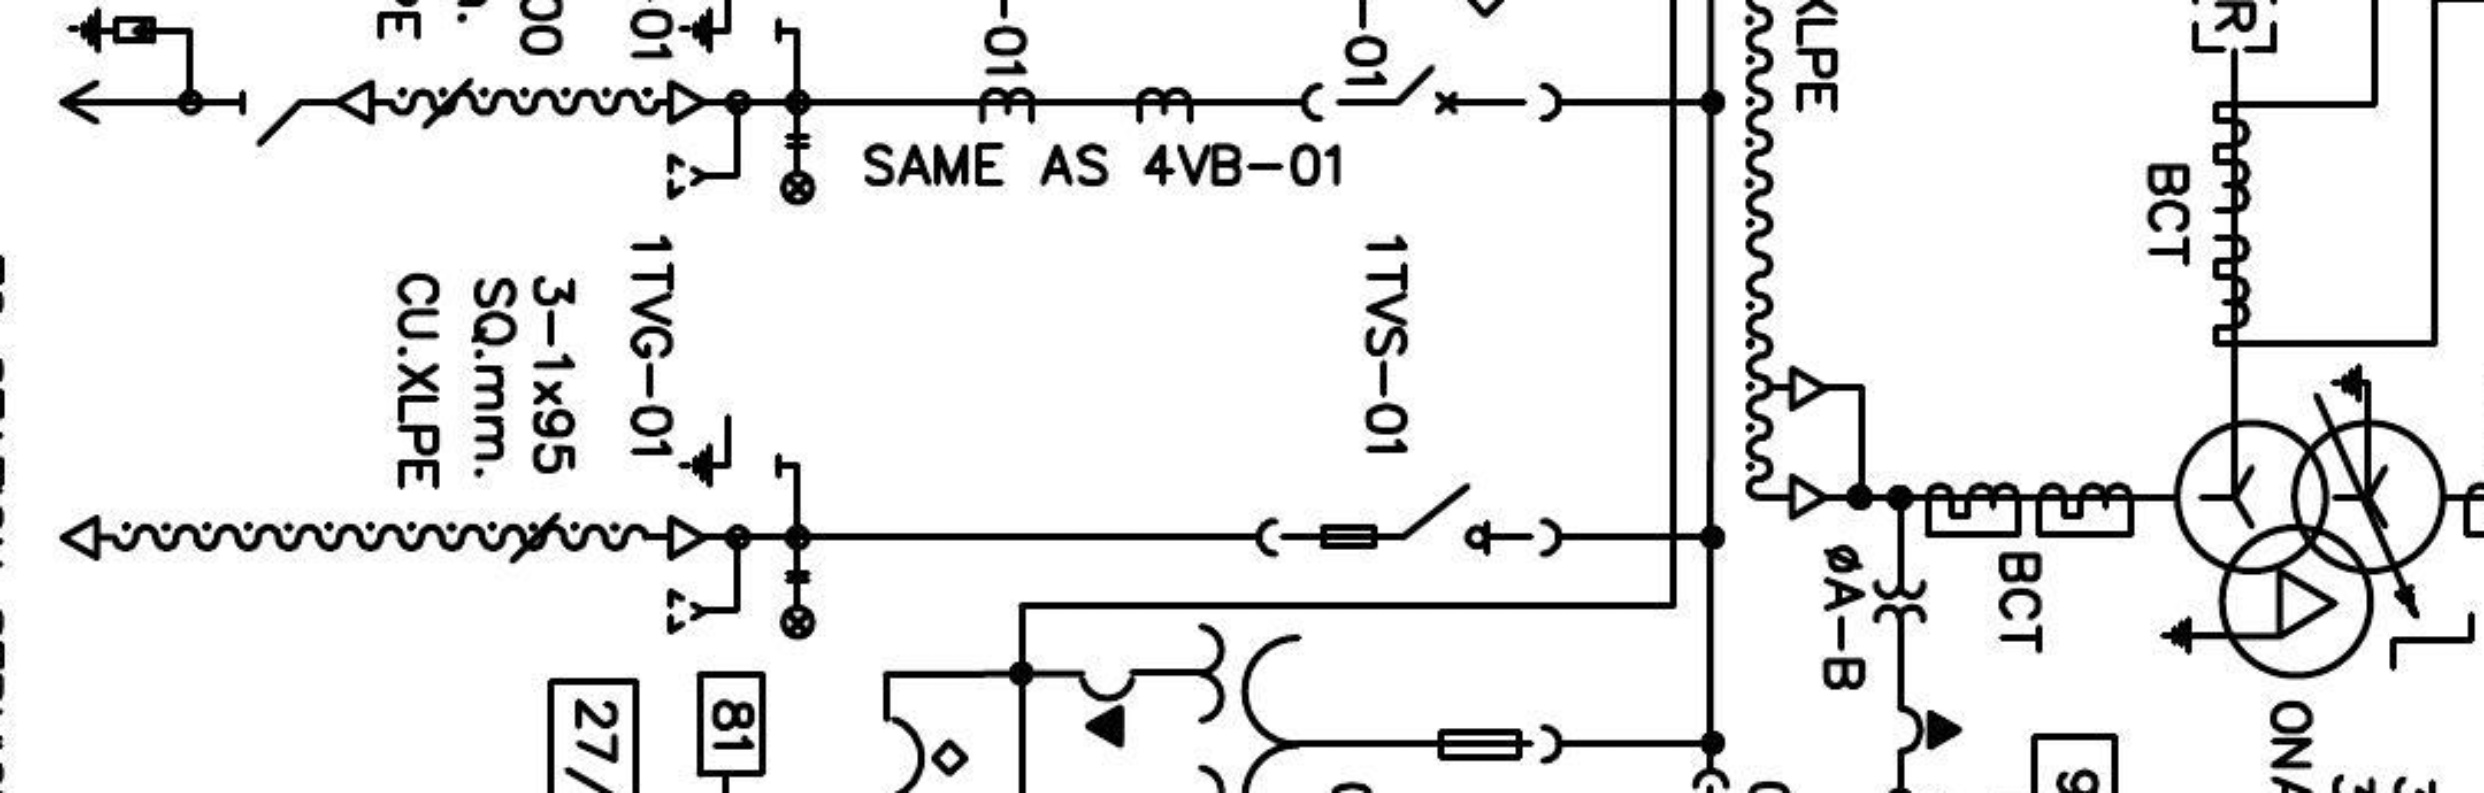 PE
00
-01
-01
-01
XLPE
R
SAME AS 4VB-01
BCT
1TVG-01
3-1x95
SQ.mm.
CU.XLPE
1TVS-01
BCT
øA-B
81
27/
9
ONA